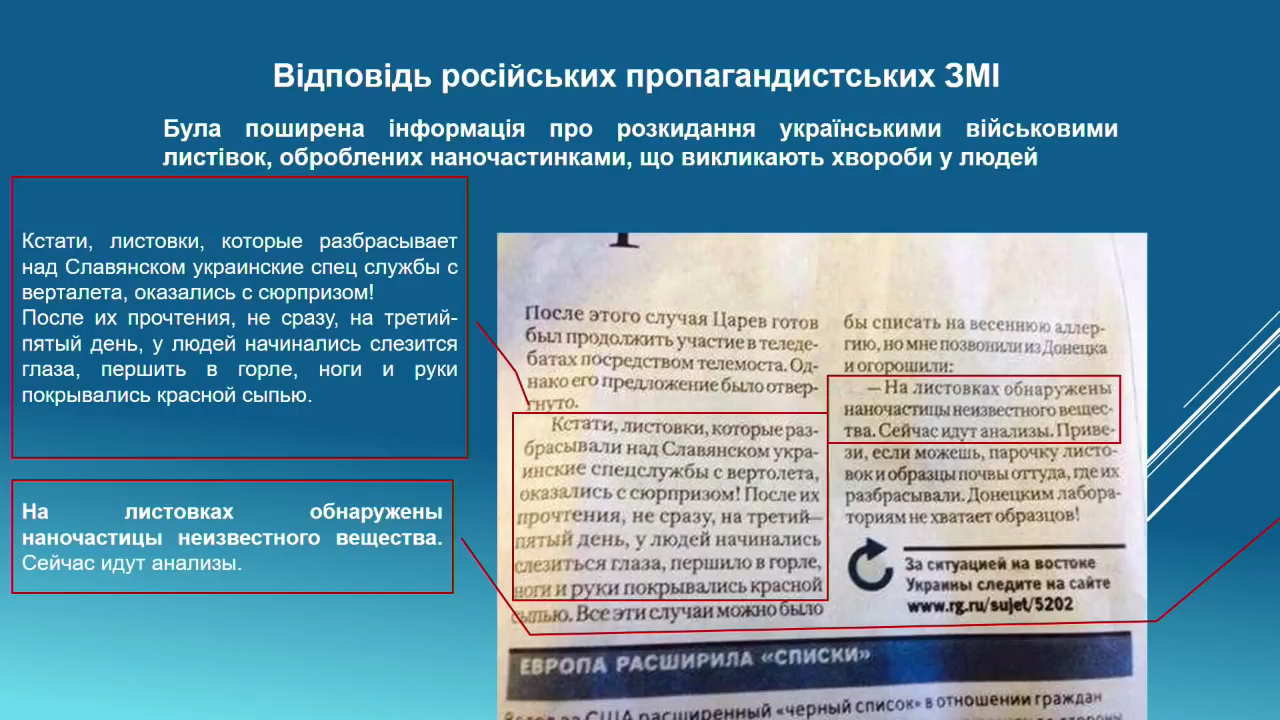 Відповідь російських пропагандистських ЗМІ
Була поширена інформація про розкидання українськими військовими
листівок, оброблених наночастинками, що викликають хвороби у людей
Кстати, листовки, которые разбрасывает
над Славянском украинские спец службы с
верталета, оказались с сюрпризом!
После их прочтения, не сразу, на третий-
пятый день, у людей начинались слезится
глаза, першить в горле, ноги и руки
покрывались красной сыпью.
На листовках обнаружены
наночастицы неизвестного вещества.
Сейчас идут анализы.
После этого случая Царев готов
был продолжить участие в теледе-
батах посредством телемоста. Од-
нако его предложение было отвер-
гнуто.
Кстати, листовки, которые раз-
брасывали над Славянском укра-
инские спецслужбы с вертолета,
оказались с сюрпризом! После их
прочтения, не сразу, на третий—
пятый день, у людей начинались
слезиться глаза, першило в горле,
ноги и руки покрывались красной
сыпью. Все эти случаи можно было
бы списать на весеннюю аллер-
гию, но мне позвонили из Донецка
и огорошили:
— На листовках обнаружены
наночастицы неизвестного вещес-
тва. Сейчас идут анализы. Приве-
зи, если можешь, парочку листо-
вок и образцы почвы оттуда, где их
разбрасывали. Донецким лабора-
ториям не хватает образцов!
За ситуацией на востоке
Украины следите на сайте
www.rg.ru/sujet/5202
ЕВРОПА РАСШИРИЛА «СПИСКИ»
за США расширенный «черный список» в отношении граждан